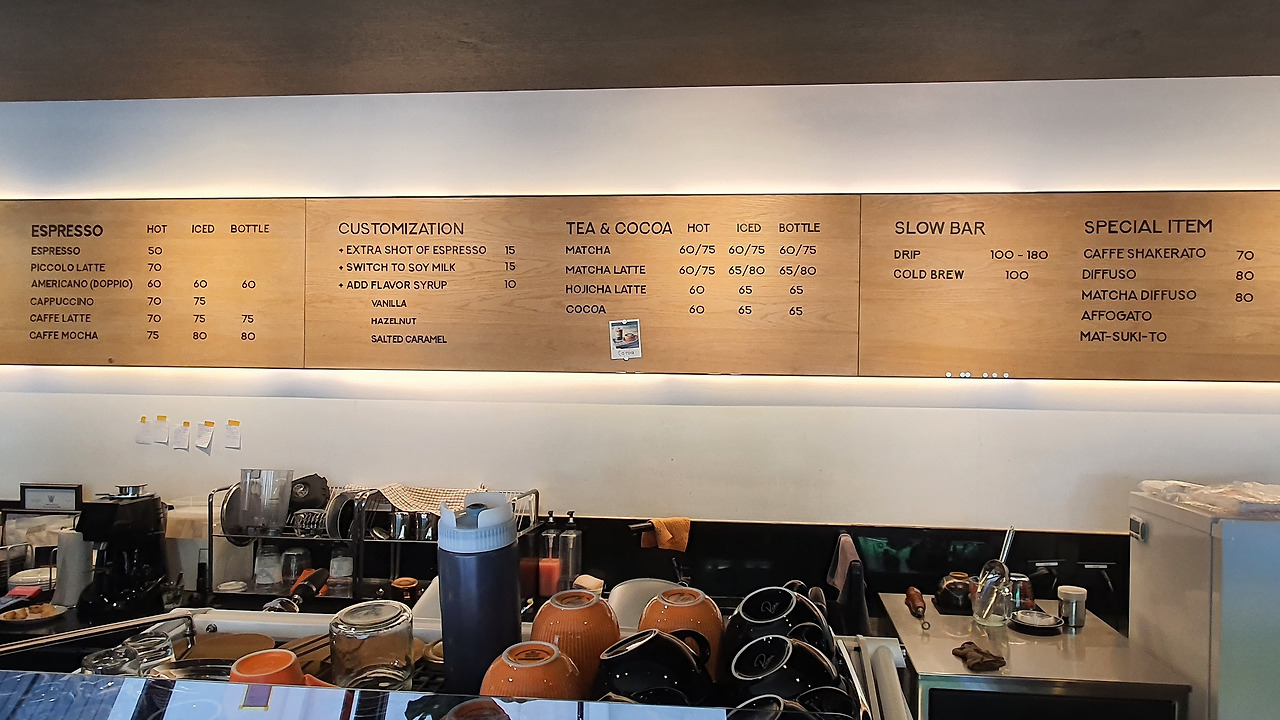 ESPRESSO HOT ICED BOTTLE
ESPRESSO 50
PICCOLO LATTE 70
AMERICANO (DOPPIO) 60 60 60
CAPPUCCINO 70 75
CAFFE LATTE 70 75 75
CAFFE MOCHA 75 80 80
CUSTOMIZATION
+ EXTRA SHOT OF ESPRESSO 15
+ SWITCH TO SOY MILK 15
+ ADD FLAVOR SYRUP 10
VANILLA
HAZELNUT
SALTED CARAMEL
TEA & COCOA HOT ICED BOTTLE
MATCHA 60/75 60/75 60/75
MATCHA LATTE 60/75 65/80 65/80
HOJICHA LATTE 60 65 65
COCOA 60 65 65
SLOW BAR
DRIP 100 - 180
COLD BREW 100
SPECIAL ITEM
CAFFE SHAKERATO 70
DIFFUSO 80
MATCHA DIFFUSO 80
AFFOGATO
MAT-SUKI-TO